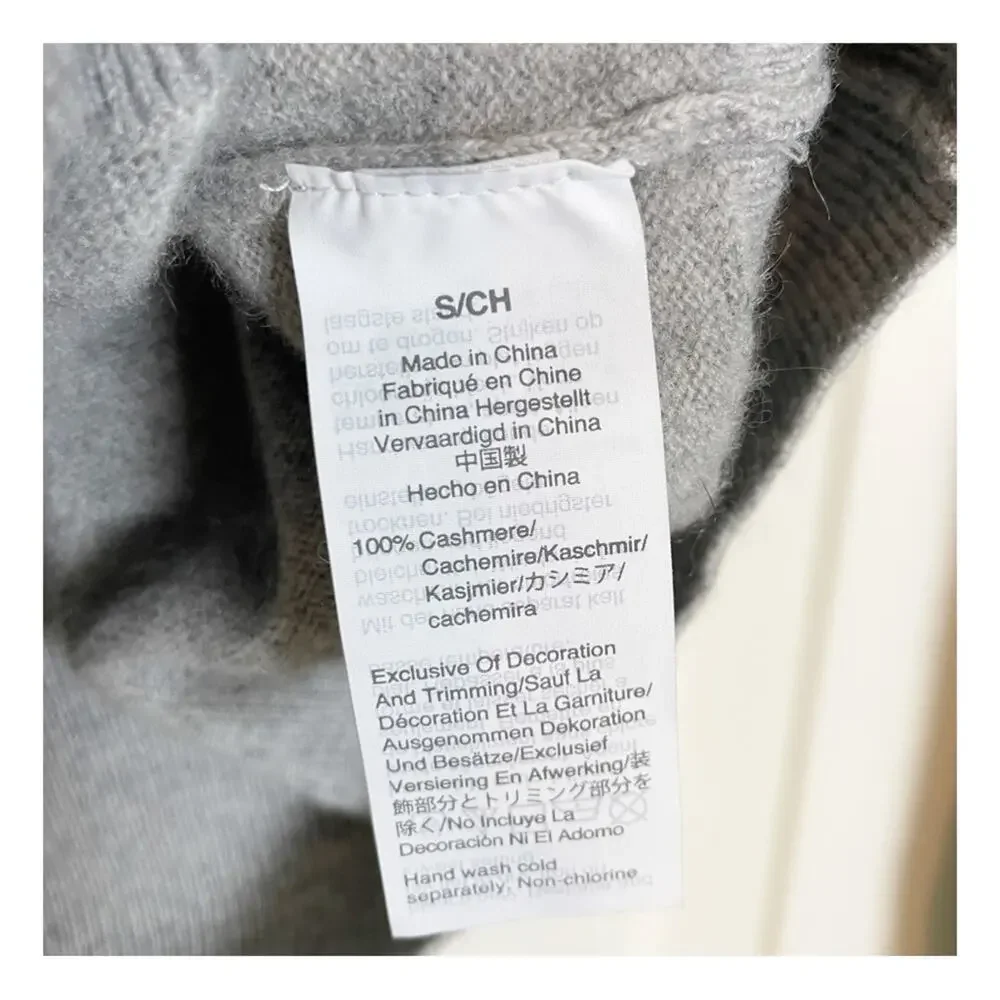 S/CH
Made in China
Fabriqué en Chine
in China Hergestellt
Vervaardigd in China
中国製
Hecho en China
100% Cashmere/
Cachemire/Kaschmir/
Kasjmier/カシミア/
cachemira
Exclusive Of Decoration
And Trimming/Sauf La
Décoration Et La Garniture/
Ausgenommen Dekoration
Und Besätze/Exclusief
Versiering En Afwerking/装
飾部分とトリミング部分を
除く/No Incluye La
Decoración Ni El Adorno
Hand wash cold
separately. Non-chlorine